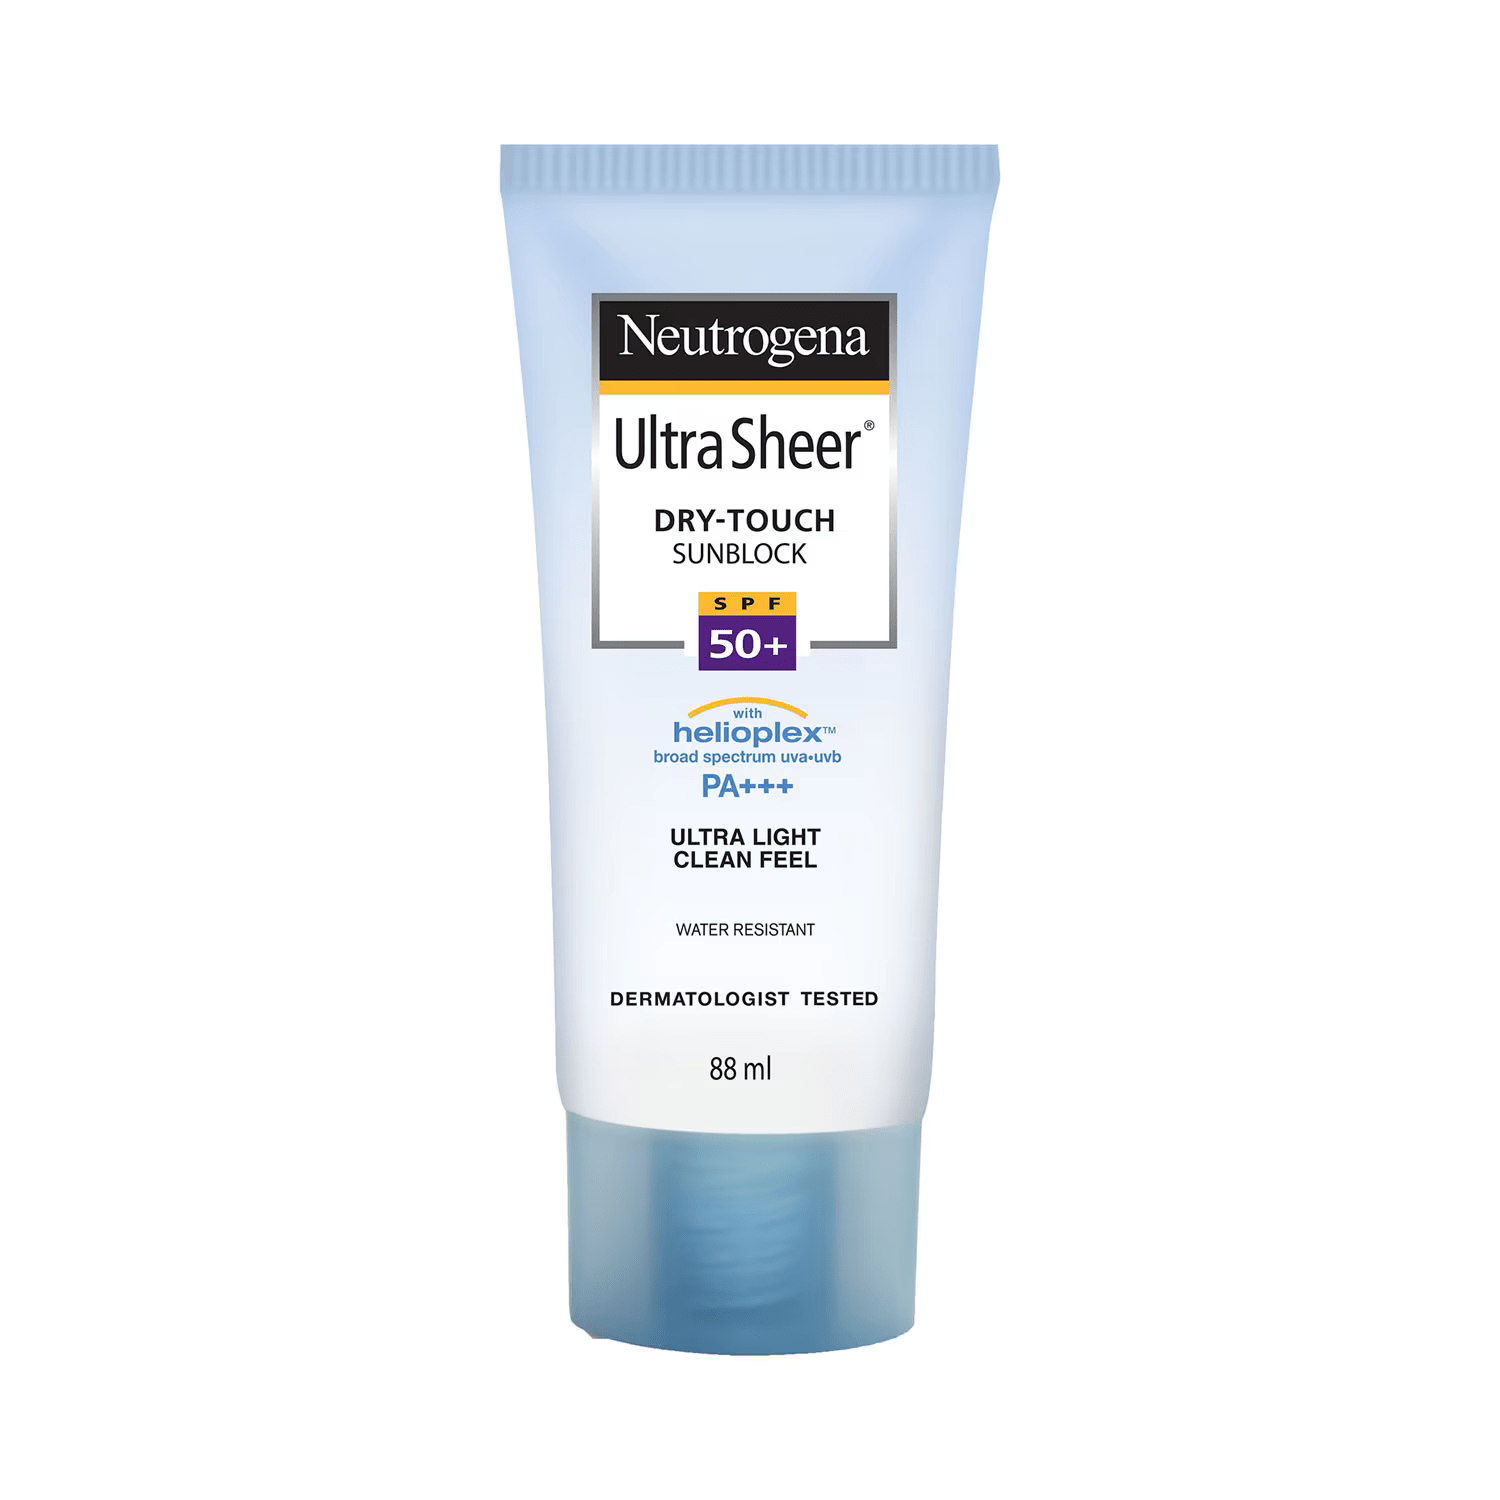 Neutrogena
Ultra Sheer®
DRY-TOUCH
SUNBLOCK
SPF
50+
with
helioplex™
broad spectrum uva•uvb
PA+++
ULTRA LIGHT
CLEAN FEEL
WATER RESISTANT
DERMATOLOGIST TESTED
88 ml